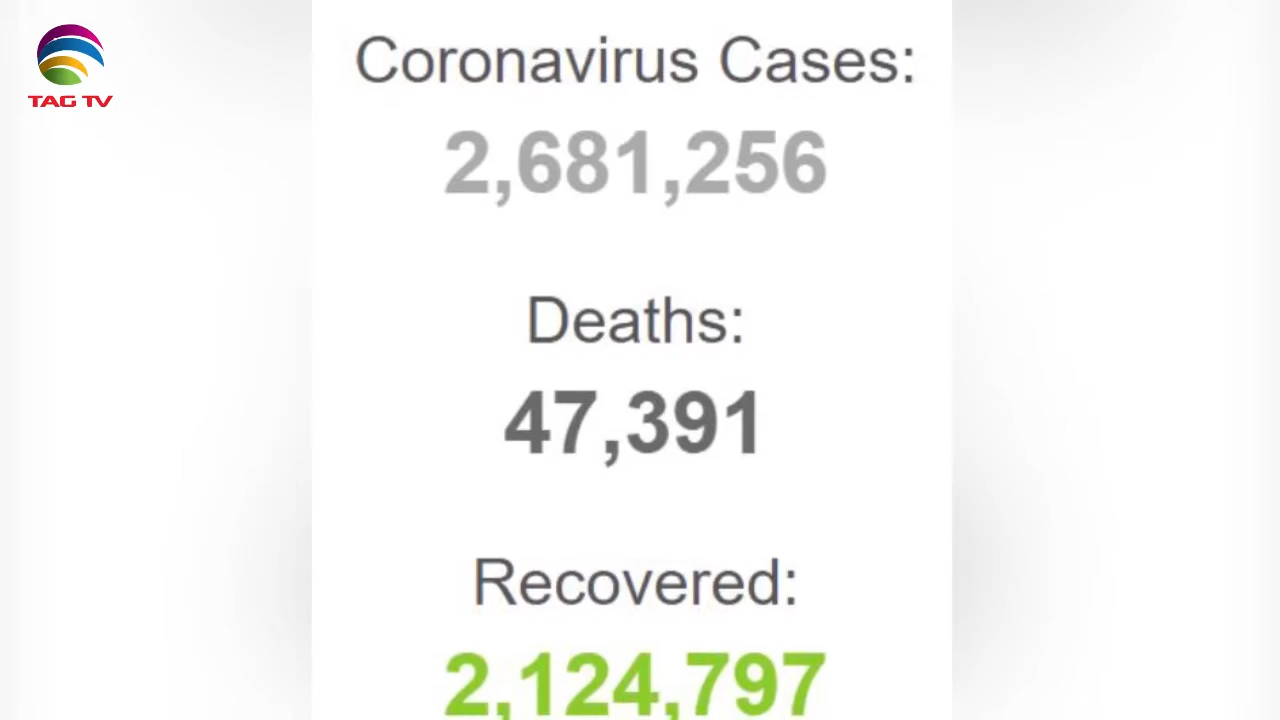 TAG TV
Coronavirus Cases:
2,681,256
Deaths:
47,391
Recovered:
2,124,797